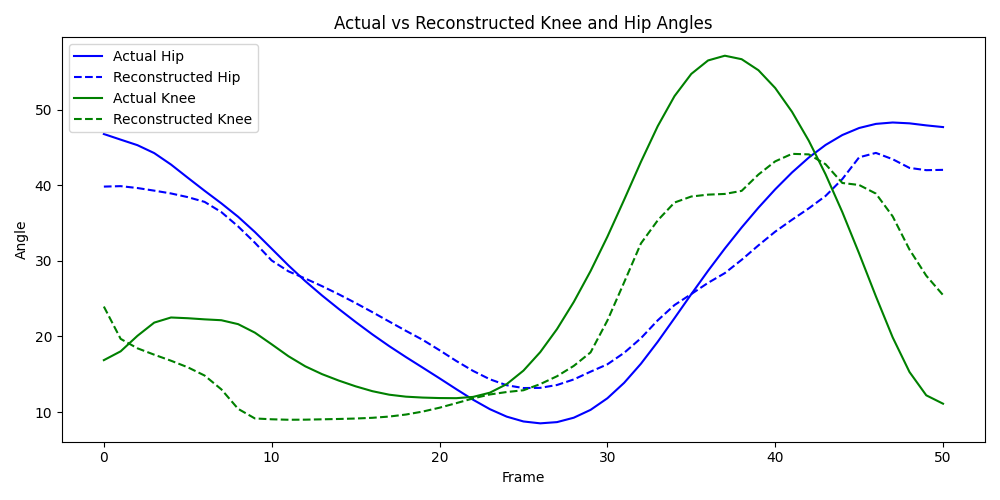 Actual vs Reconstructed Knee and Hip Angles
Actual Hip
Reconstructed Hip
Actual Knee
Reconstructed Knee
Angle
50
40
30
20
10
0
10
20
30
40
50
Frame